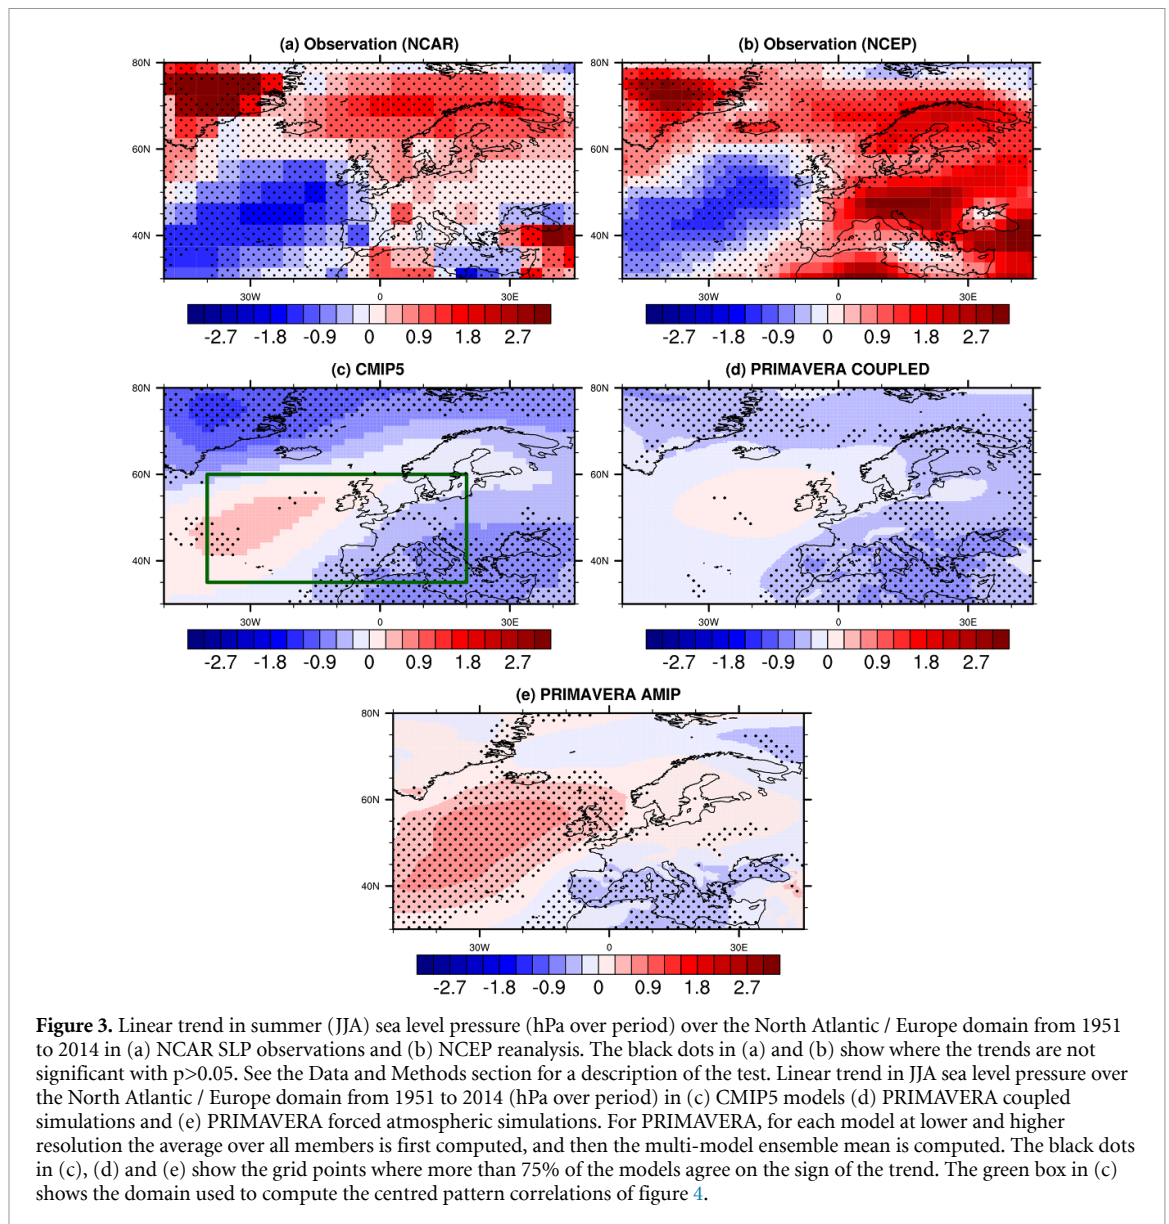 (a) Observation (NCAR)
(b) Observation (NCEP)
80N
60N
40N
30W 0 30E
-2.7 -1.8 -0.9 0 0.9 1.8 2.7
80N
60N
40N
30W 0 30E
-2.7 -1.8 -0.9 0 0.9 1.8 2.7
(c) CMIP5
(d) PRIMAVERA COUPLED
80N
60N
40N
30W 0 30E
-2.7 -1.8 -0.9 0 0.9 1.8 2.7
80N
60N
40N
30W 0 30E
-2.7 -1.8 -0.9 0 0.9 1.8 2.7
(e) PRIMAVERA AMIP
80N
60N
40N
30W 0 30E
-2.7 -1.8 -0.9 0 0.9 1.8 2.7
Figure 3. Linear trend in summer (JJA) sea level pressure (hPa over period) over the North Atlantic / Europe domain from 1951
to 2014 in (a) NCAR SLP observations and (b) NCEP reanalysis. The black dots in (a) and (b) show where the trends are not
significant with p>0.05. See the Data and Methods section for a description of the test. Linear trend in JJA sea level pressure over
the North Atlantic / Europe domain from 1951 to 2014 (hPa over period) in (c) CMIP5 models (d) PRIMAVERA coupled
simulations and (e) PRIMAVERA forced atmospheric simulations. For PRIMAVERA, for each model at lower and higher
resolution the average over all members is first computed, and then the multi-model ensemble mean is computed. The black dots
in (c), (d) and (e) show the grid points where more than 75% of the models agree on the sign of the trend. The green box in (c)
shows the domain used to compute the centred pattern correlations of figure 4.